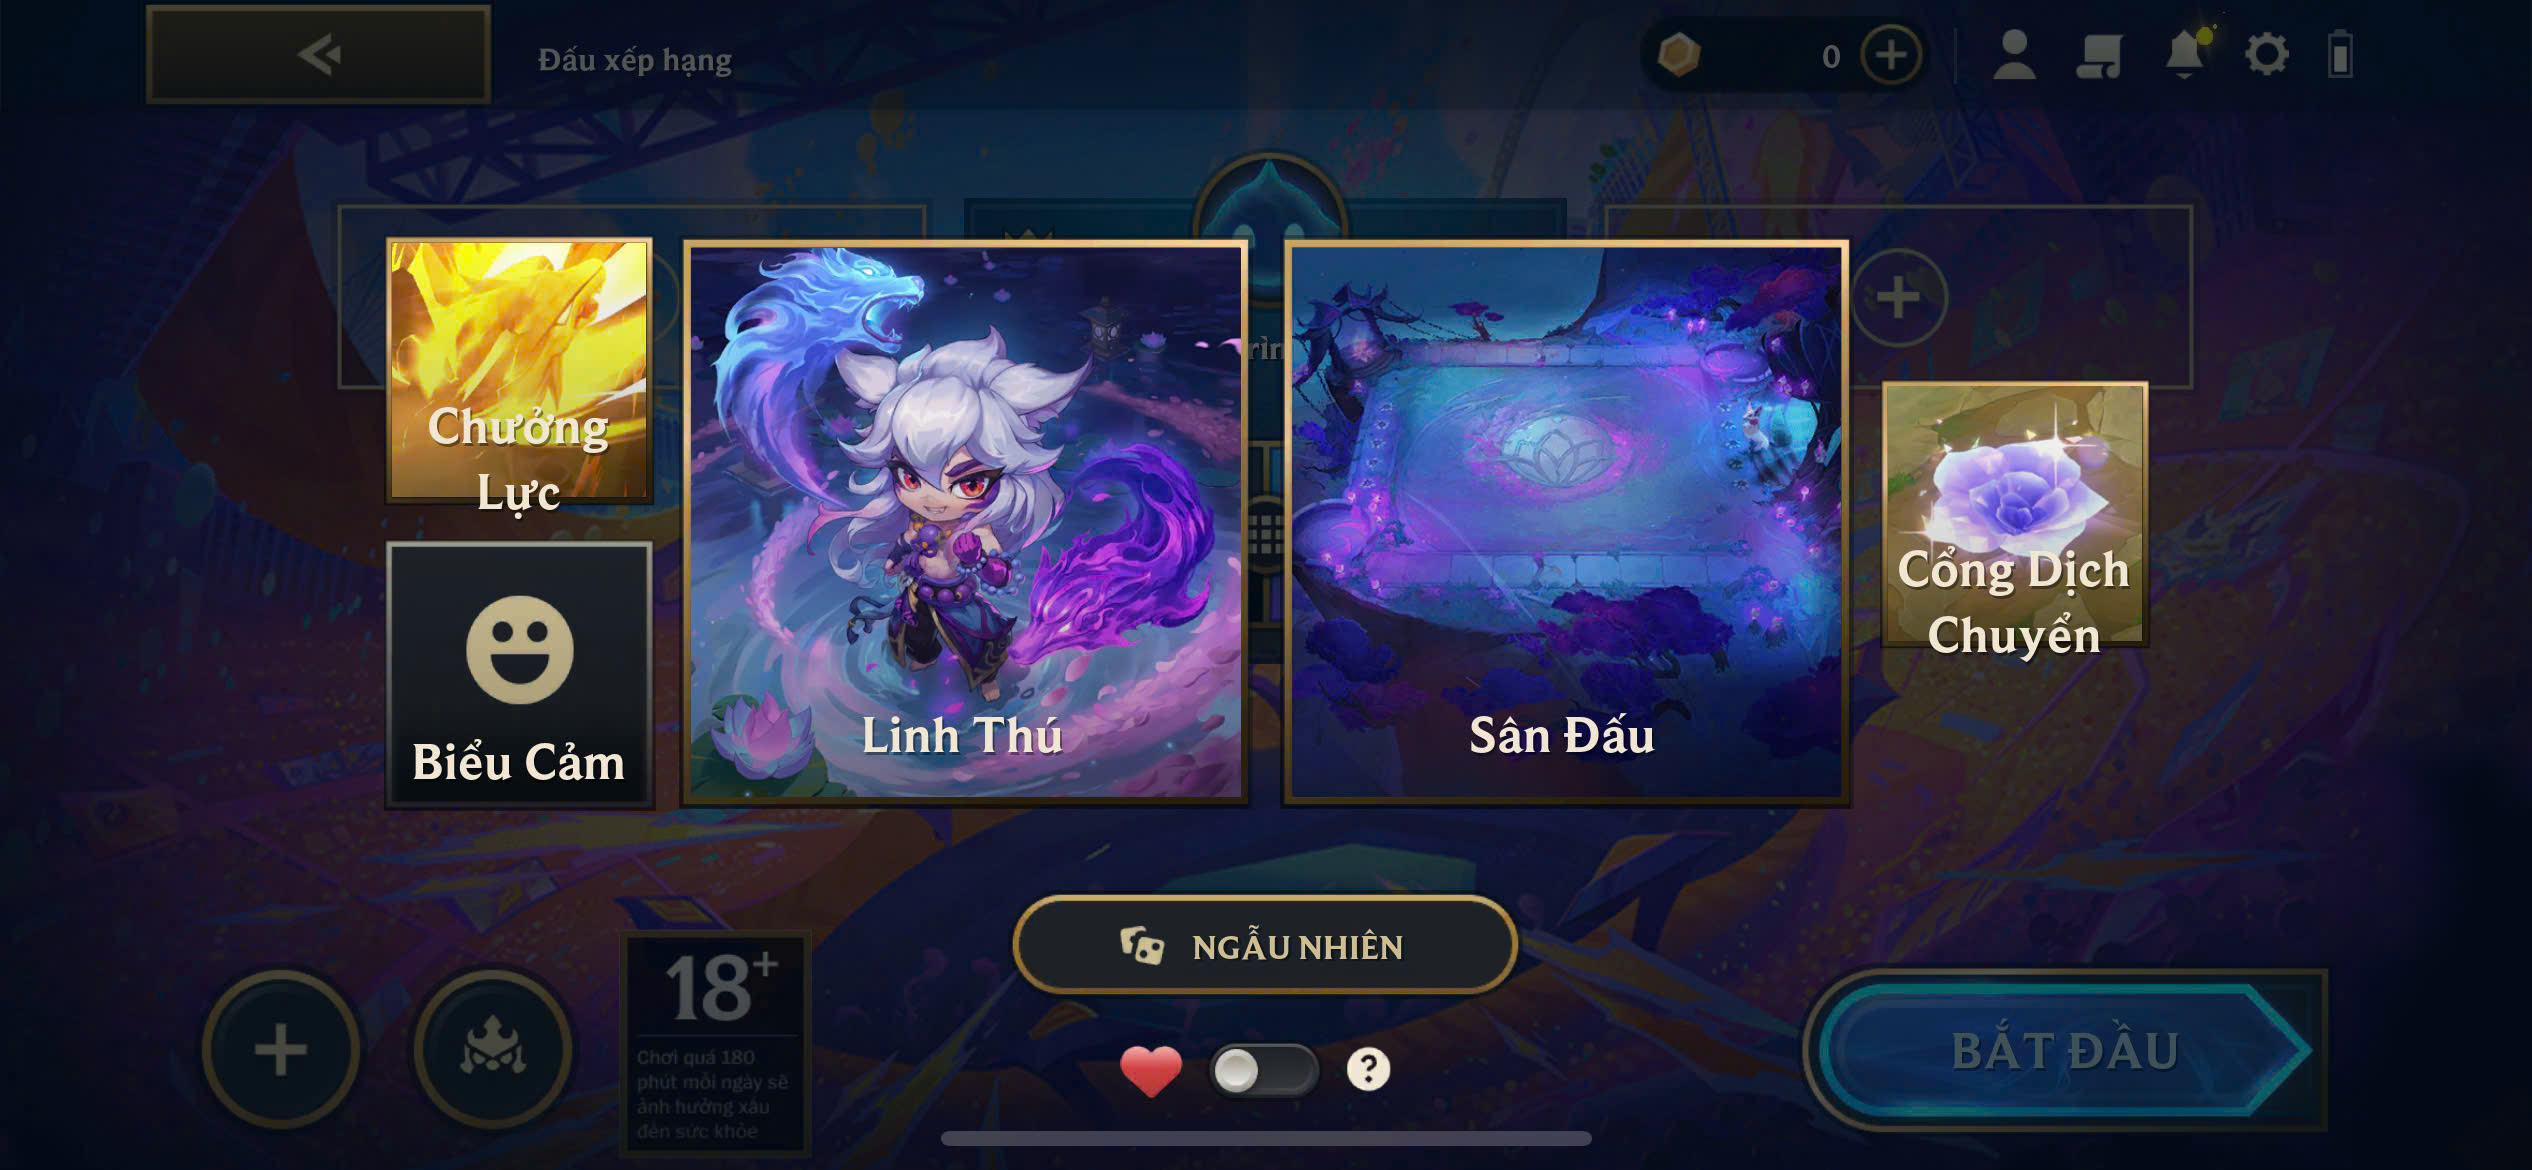 Đấu xếp hạng
0
Chưởng
Lực
Biểu Cảm
Linh Thú
Sân Đấu
Cổng Dịch
Chuyển
NGẪU NHIÊN
18+
Chơi quá 180
phút mỗi ngày sẽ
ảnh hưởng xấu
đến sức khỏe
?
BẮT ĐẦU